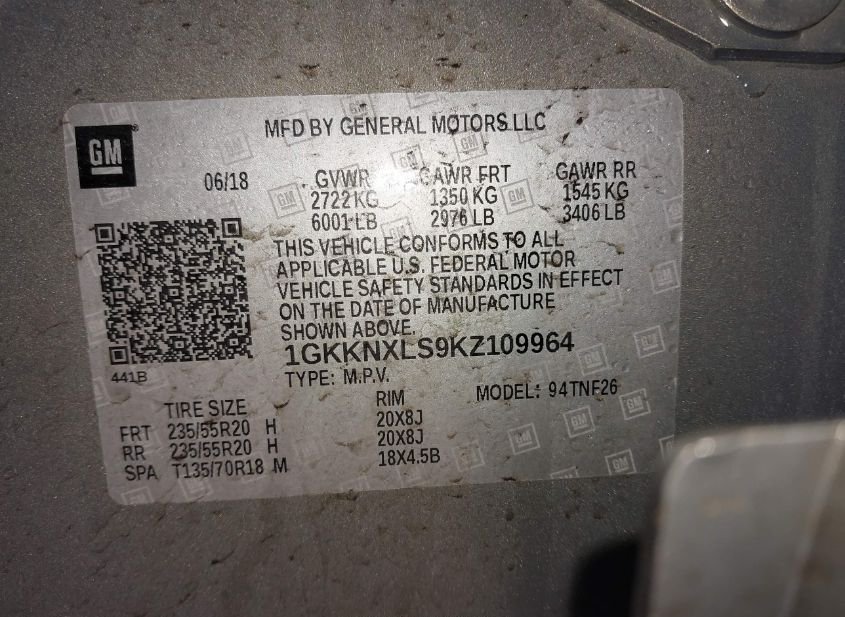 MFD BY GENERAL MOTORS LLC
GM
06/18 GVWR GAWR FRT GAWR RR
2722 KG 1350 KG 1545 KG
6001 LB 2976 LB 3406 LB
THIS VEHICLE CONFORMS TO ALL
APPLICABLE U.S. FEDERAL MOTOR
VEHICLE SAFETY STANDARDS IN EFFECT
ON THE DATE OF MANUFACTURE
SHOWN ABOVE.
1GKKNXLS9KZ109964
441B
TYPE: M.P.V. MODEL: 94TNF26
TIRE SIZE RIM
FRT 235/55R20 H 20X8J
RR 235/55R20 H 20X8J
SPA T135/70R18 M 18X4.5B